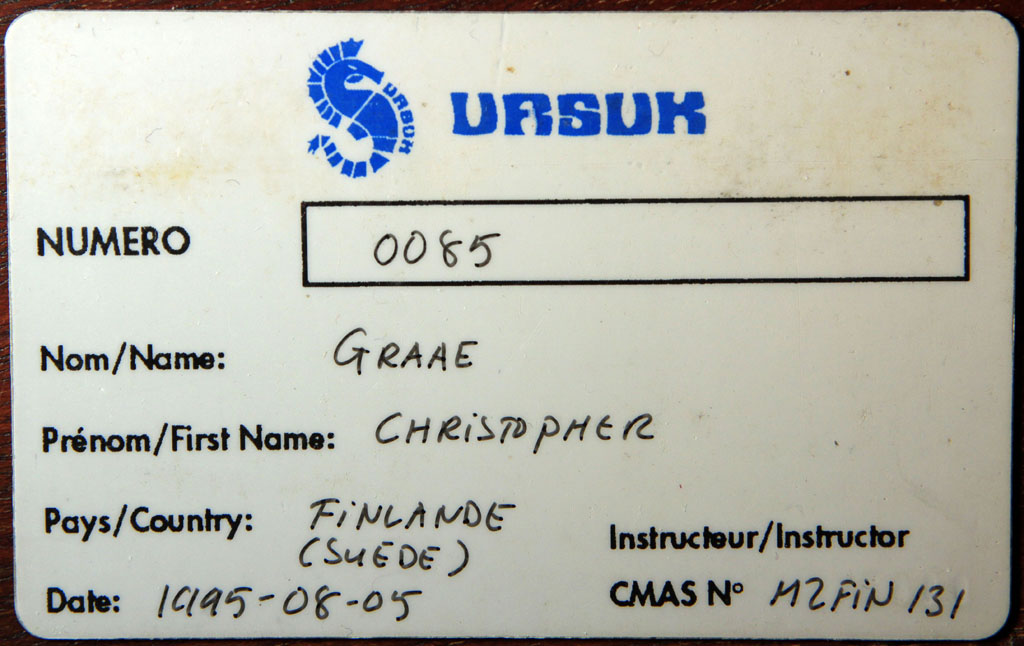 URSUK URSUK
NUMERO 0085
Nom/Name: GRAAE
Prénom/First Name: CHRISTOPHER
Pays/Country: FINLANDE
(SUEDE)
Instructeur/Instructor
Date: 1995-08-05 CMAS N° M2FIN 131